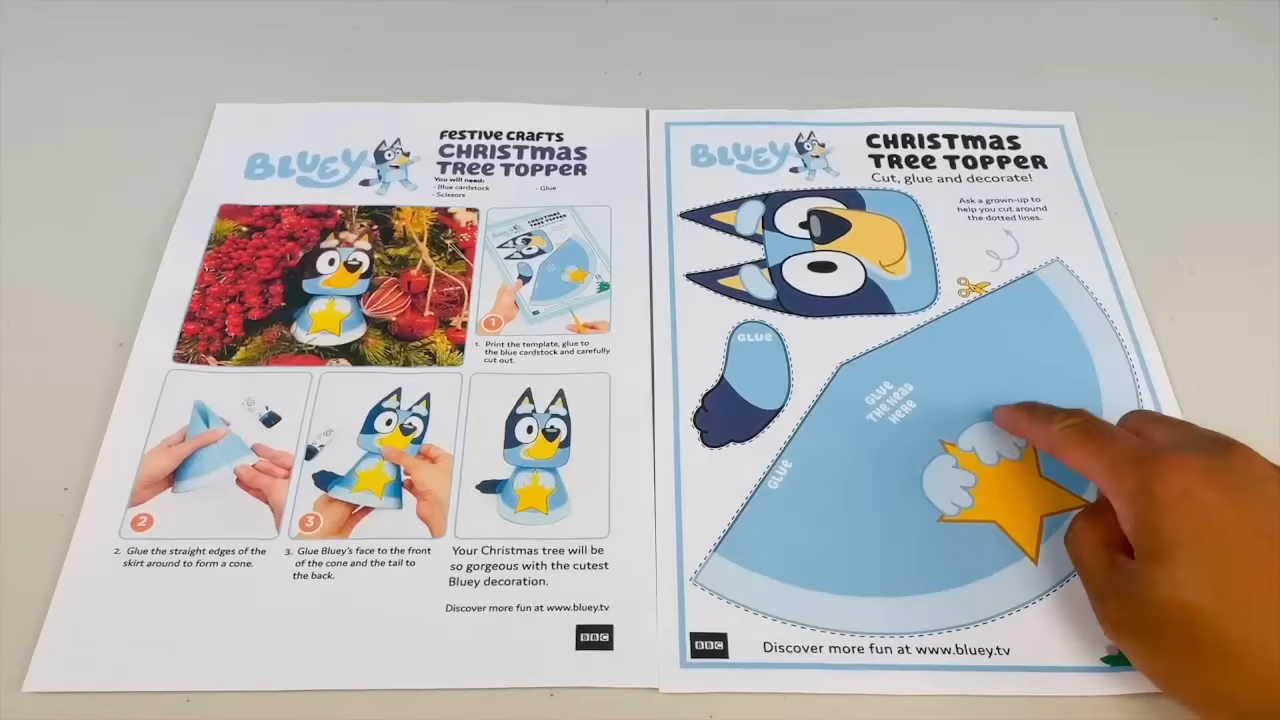 BLUEY
FESTIVE CRAFTS
CHRISTMAS
TREE TOPPER
You will need:
- Blue cardstock
- Scissors
- Glue
CHRISTMAS
TREE TOPPER
1
1. Print the template, glue to
the blue cardstock and carefully
cut out.
2
3
2. Glue the straight edges of the
skirt around to form a cone.
3. Glue Bluey's face to the front
of the cone and the tail to
the back.
Your Christmas tree will be
so gorgeous with the cutest
Bluey decoration.
Discover more fun at www.bluey.tv
BBC
BLUEY
CHRISTMAS
TREE TOPPER
Cut, glue and decorate!
Ask a grown-up to
help you cut around
the dotted lines.
GLUE
GLUE
THE HEAD
HERE
GLUE
BBC
Discover more fun at www.bluey.tv